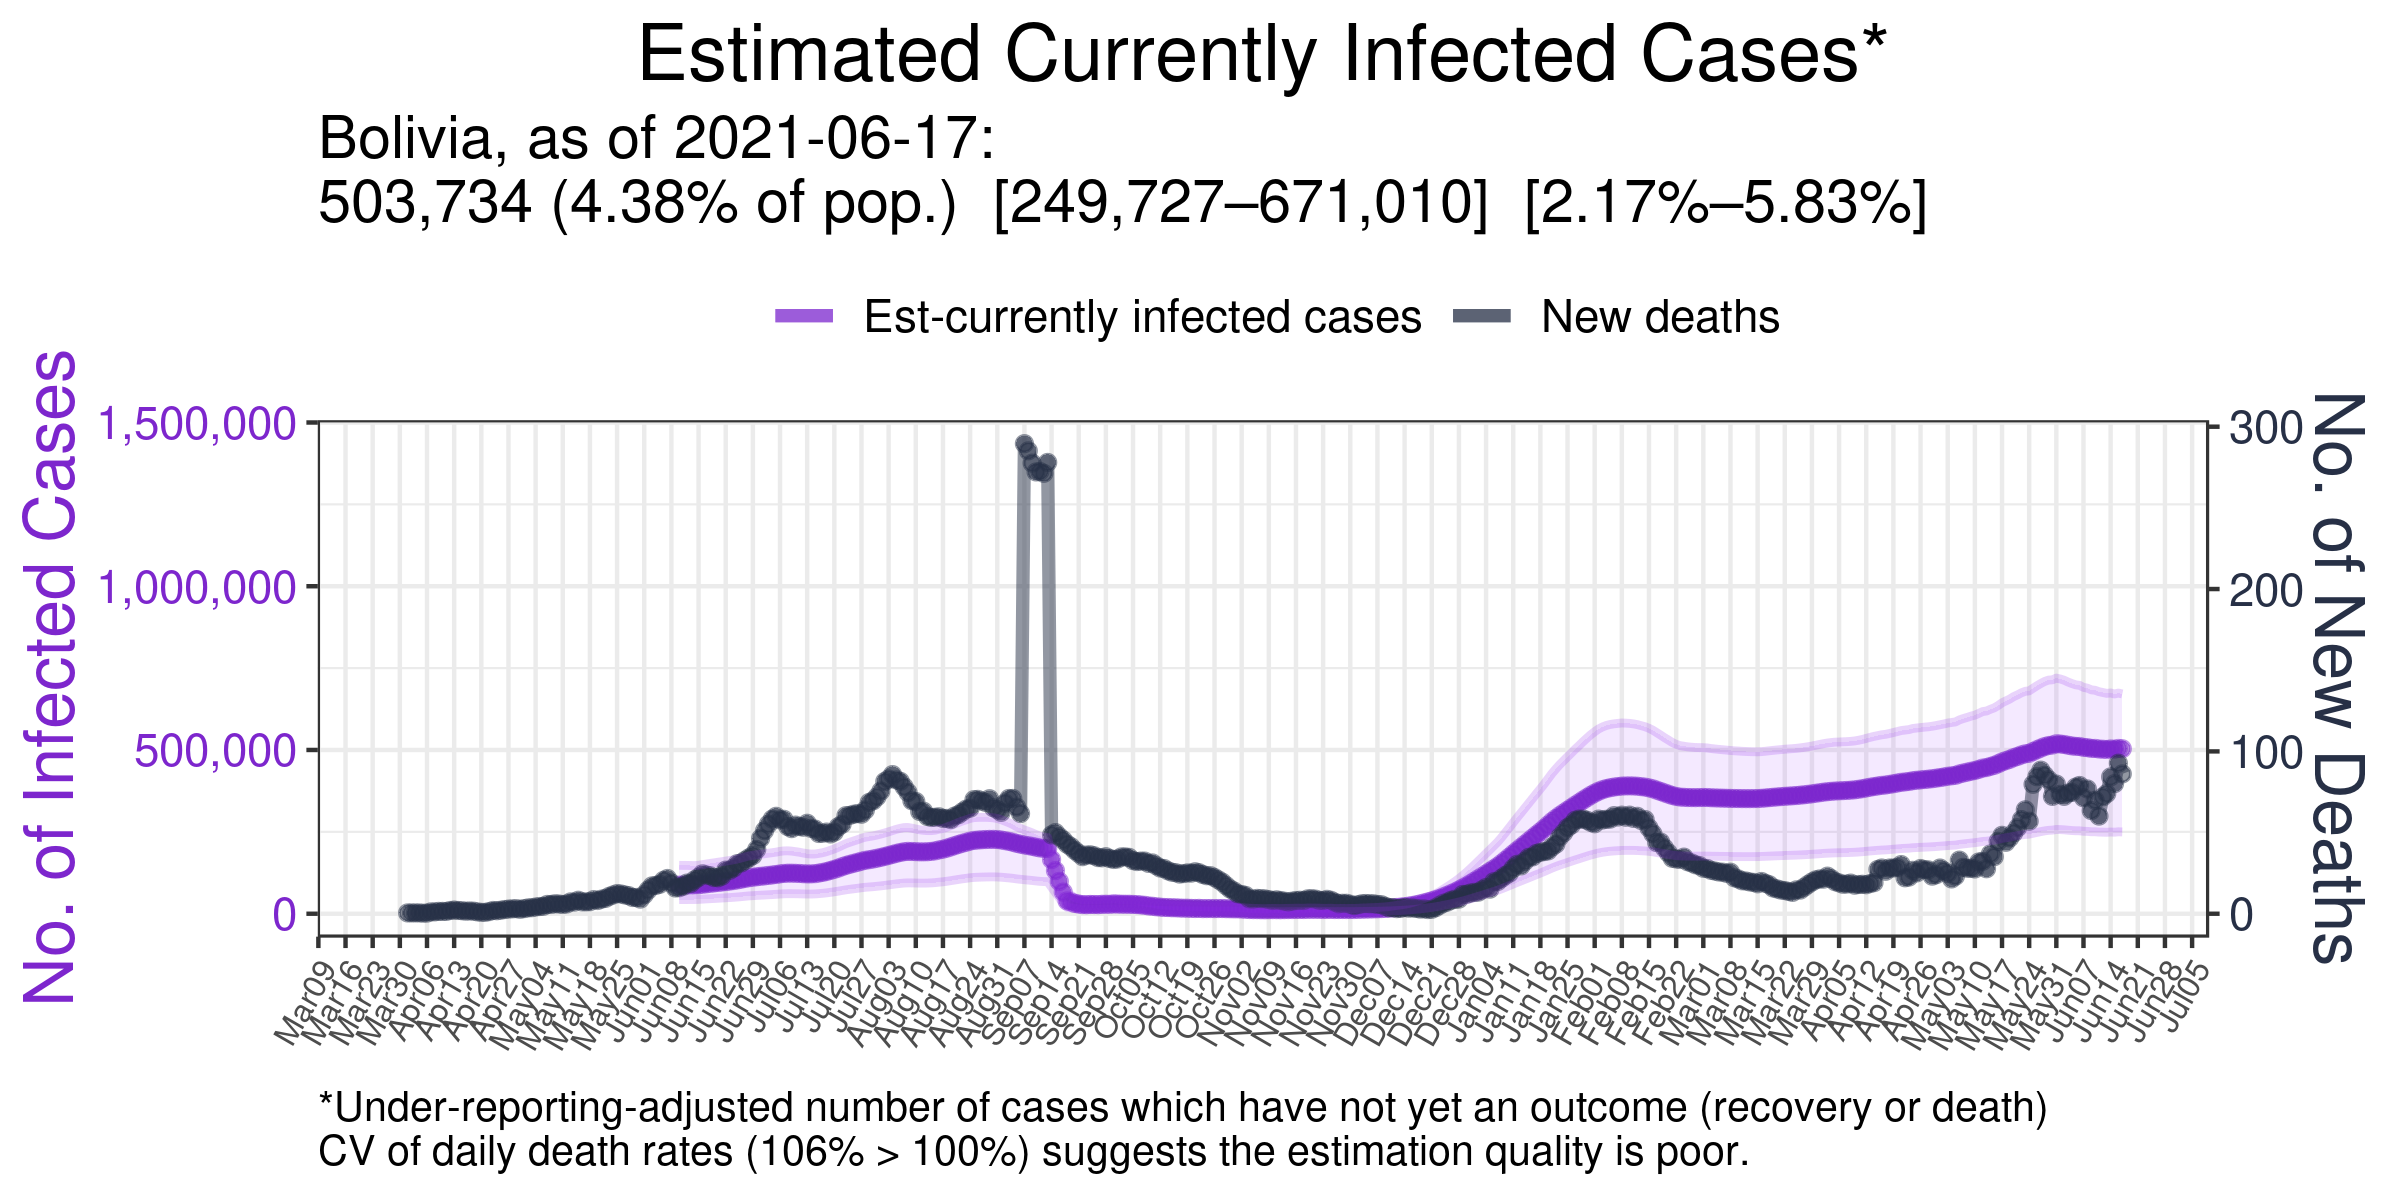 Estimated Currently Infected Cases*
Bolivia, as of 2021-06-17:
503,734 (4.38% of pop.) [249,727–671,010] [2.17%–5.83%]
Est-currently infected cases
New deaths
No. of Infected Cases
1,500,000
1,000,000
500,000
0
300
200
100
0
No. of New Deaths
Mar09
Mar16
Mar23
Mar30
Apr06
Apr13
Apr20
Apr27
May04
May11
May18
May25
Jun01
Jun08
Jun15
Jun22
Jun29
Jul06
Jul13
Jul20
Jul27
Aug03
Aug10
Aug17
Aug24
Aug31
Sep07
Sep14
Sep21
Sep28
Oct05
Oct12
Oct19
Oct26
Nov02
Nov09
Nov16
Nov23
Nov30
Dec07
Dec14
Dec21
Dec28
Jan04
Jan11
Jan18
Jan25
Feb01
Feb08
Feb15
Feb22
Mar01
Mar08
Mar15
Mar22
Mar29
Apr05
Apr12
Apr19
Apr26
May03
May10
May17
May24
May31
Jun07
Jun14
Jun21
Jun28
Jul05
*Under-reporting-adjusted number of cases which have not yet an outcome (recovery or death)
CV of daily death rates (106% > 100%) suggests the estimation quality is poor.